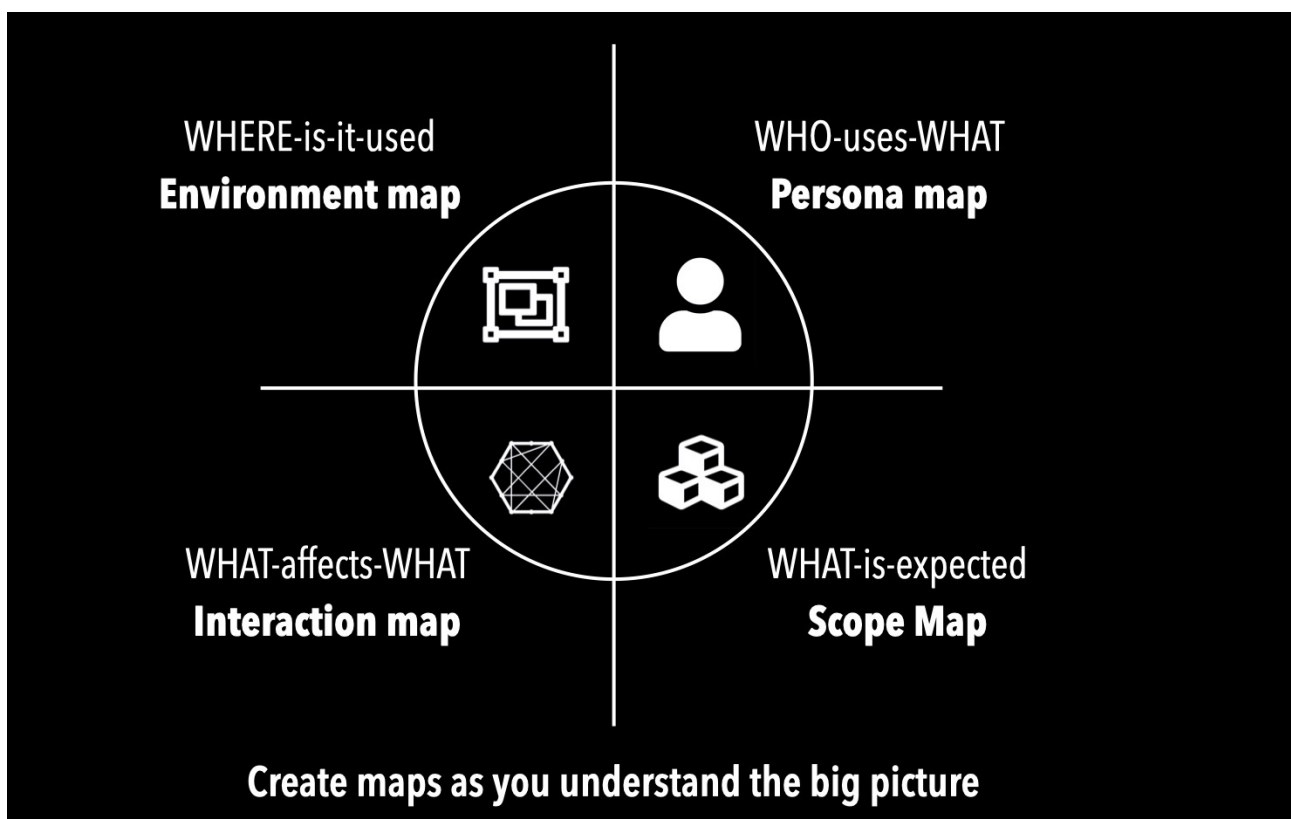 WHERE-is-it-used
Environment map
WHO-uses-WHAT
Persona map
WHAT-affects-WHAT
Interaction map
WHAT-is-expected
Scope Map
Create maps as you understand the big picture